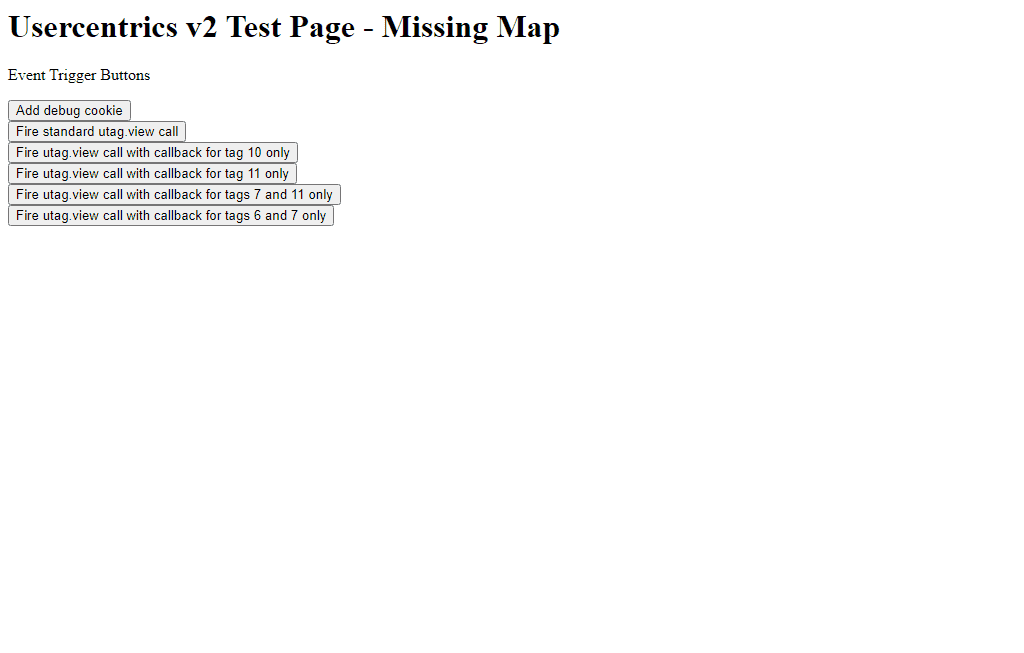 Usercentrics v2 Test Page - Missing Map
Event Trigger Buttons
Add debug cookie
Fire standard utag.view call
Fire utag.view call with callback for tag 10 only
Fire utag.view call with callback for tag 11 only
Fire utag.view call with callback for tags 7 and 11 only
Fire utag.view call with callback for tags 6 and 7 only